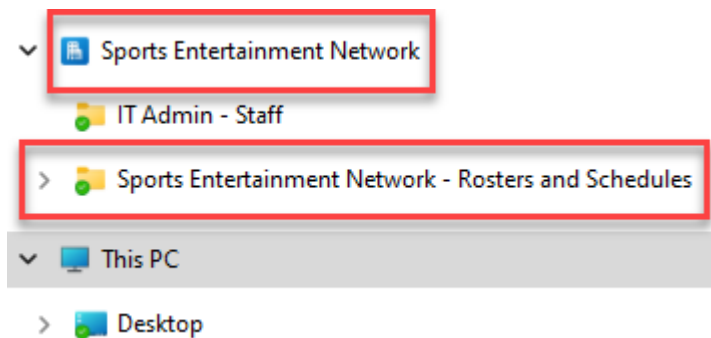 Sports Entertainment Network
IT Admin - Staff
Sports Entertainment Network - Rosters and Schedules
This PC
Desktop